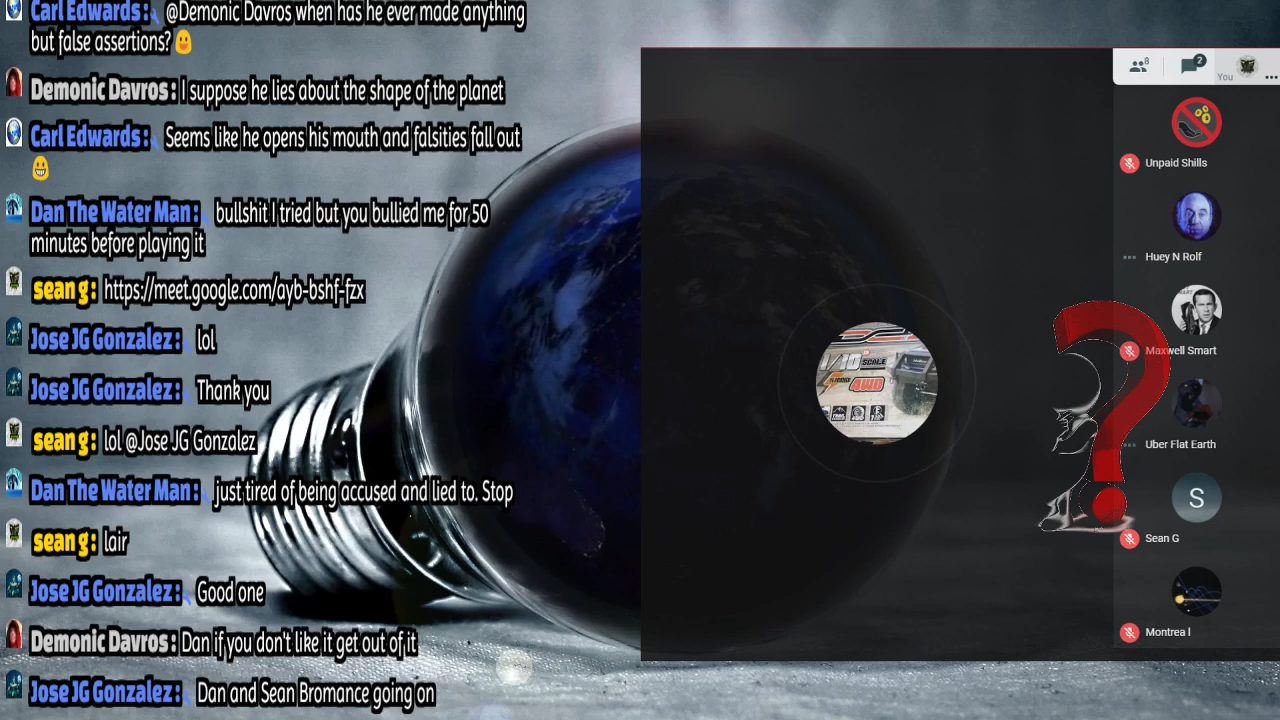 Carl Edwards: @Demonic Davros when has he ever made anything
but false assertions?
Demonic Davros: I suppose he lies about the shape of the planet
Carl Edwards: Seems like he opens his mouth and falsities fall out
Dan The Water Man: bullshit I tried but you bullied me for 50
minutes before playing it
sean g: https://meet.google.com/ayb-bshf-fzx
Jose JG Gonzalez: lol
Jose JG Gonzalez: Thank you
sean g: lol @Jose JG Gonzalez
Dan The Water Man: just tired of being accused and lied to. Stop
sean g: lair
Jose JG Gonzalez: Good one
Demonic Davros: Dan if you don't like it get out of it
Jose JG Gonzalez: Dan and Sean Bromance going on
1/10 SCALE
4WD
8
2
You
Unpaid Shills
Huey N Rolf
Maxwell Smart
Uber Flat Earth
S
Sean G
Montrea l